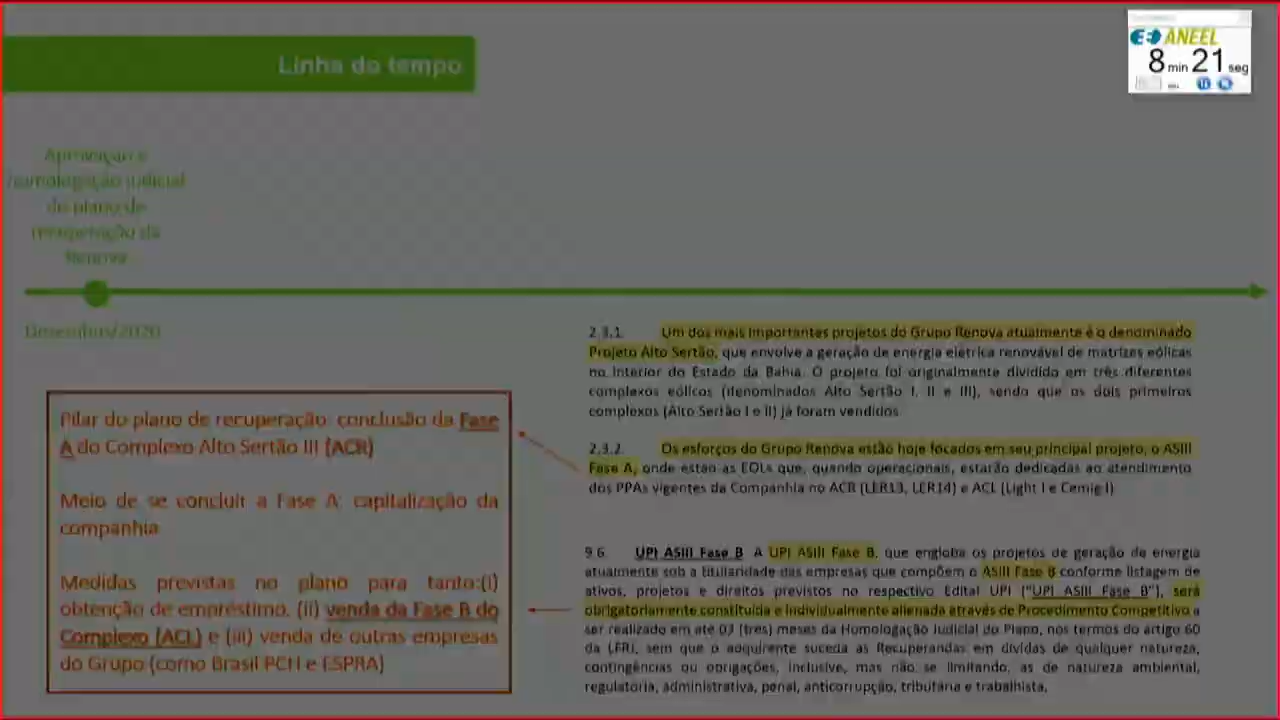 Linha do tempo
ANEEL
8 min 21 seg
Aprovação e
homologação judicial
do plano de
recuperação da
Renova
Dezembro/2020
Pilar do plano de recuperação: conclusão da Fase
A do Complexo Alto Sertão III (ACR)
Meio de se concluir a Fase A: capitalização da
companhia
Medidas previstas no plano para tanto:(i)
obtenção de empréstimo, (ii) venda da Fase B do
Complexo (ACL) e (iii) venda de outras empresas
do Grupo (como Brasil PCH e ESPRA)
2.3.1. Um dos mais importantes projetos do Grupo Renova atualmente é o denominado
Projeto Alto Sertão, que envolve a geração de energia elétrica renovável de matrizes eólicas
no interior do Estado da Bahia. O projeto foi originalmente dividido em três diferentes
complexos eólicos (denominados Alto Sertão I, II e III), sendo que os dois primeiros
complexos (Alto Sertão I e II) já foram vendidos
2.3.2. Os esforços do Grupo Renova estão hoje focados em seu principal projeto, o ASIII
Fase A, onde estão as EOLs que, quando operacionais, estarão dedicadas ao atendimento
dos PPAs vigentes da Companhia no ACR (LER13, LER14) e ACL (Light I e Cemig I)
9.6. UPI ASIII Fase B. A UPI ASIII Fase B, que engloba os projetos de geração de energia
atualmente sob a titularidade das empresas que compõem o ASIII Fase B conforme listagem de
ativos, projetos e direitos previstos no respectivo Edital UPI ("UPI ASIII Fase B"), será
obrigatoriamente constituída e individualmente alienada através de Procedimento Competitivo a
ser realizado em até 03 (três) meses da Homologação Judicial do Plano, nos termos do artigo 60
da LFRJ, sem que o adquirente suceda as Recuperandas em dívidas de qualquer natureza,
contingências ou obrigações, inclusive, mas não se limitando, as de natureza ambiental,
regulatória, administrativa, penal, anticorrupção, tributária e trabalhista,